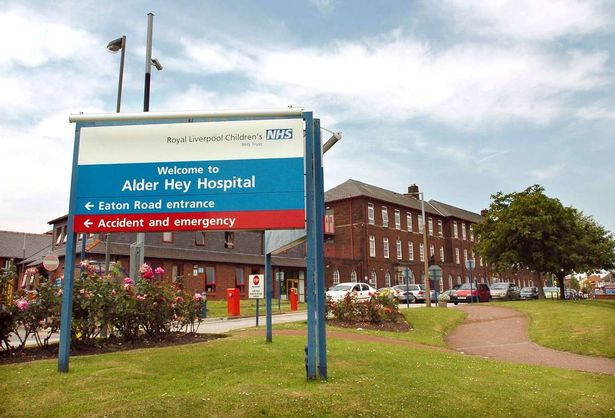 Royal Liverpool Children's NHS
NHS Trust
Welcome to
Alder Hey Hospital
← Eaton Road entrance
← Accident and emergency